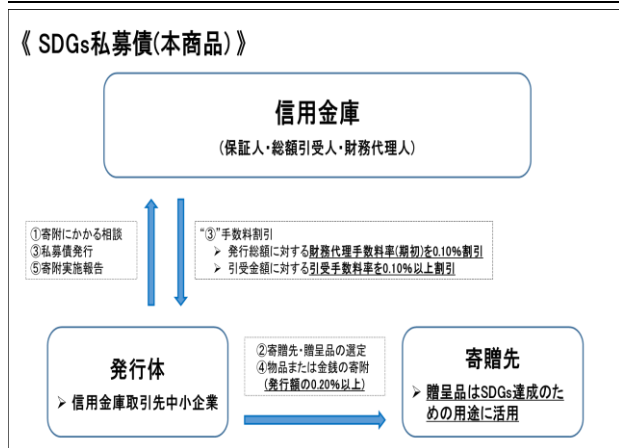 《 SDGs私募債(本商品) 》
信用金庫
(保証人・総額引受人・財務代理人)
①寄附にかかる相談
③私募債発行
⑤寄附実施報告
“③”手数料割引
➢ 発行総額に対する財務代理手数料率(期初)を0.10%割引
➢ 引受金額に対する引受手数料率を0.10%以上割引
発行体
➢ 信用金庫取引先中小企業
②寄贈先・贈呈品の選定
④物品または金銭の寄附
(発行額の0.20%以上)
寄贈先
➢ 贈呈品はSDGs達成のた
めの用途に活用